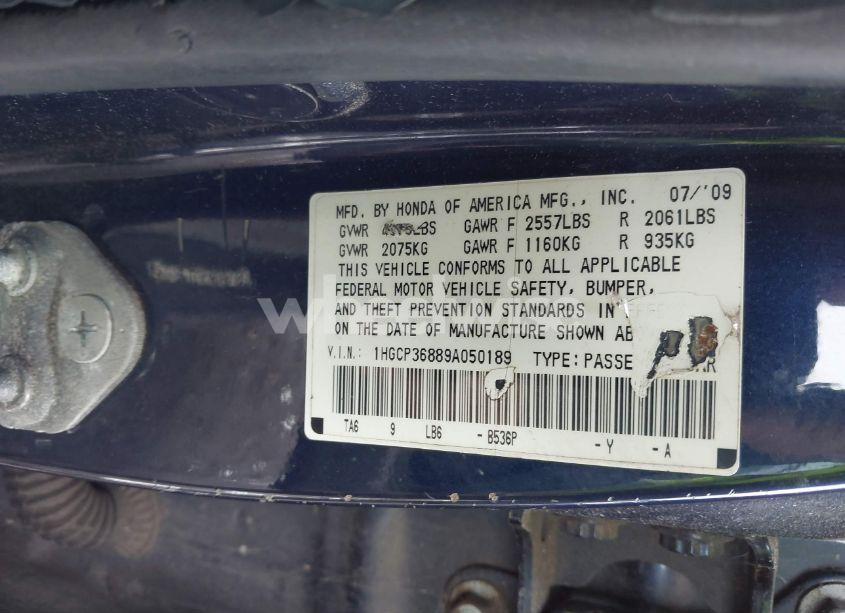 MFD. BY HONDA OF AMERICA MFG., INC. 07/'09
GVWR LBS GAWR F 2557LBS R 2061LBS
GVWR 2075KG GAWR F 1160KG R 935KG
THIS VEHICLE CONFORMS TO ALL APPLICABLE
FEDERAL MOTOR VEHICLE SAFETY, BUMPER,
AND THEFT PREVENTION STANDARDS IN
ON THE DATE OF MANUFACTURE SHOWN AB
V.I.N.: 1HGCP36889A050189 TYPE:PASSE
TA6 9 LB6 - B536P - Y - A